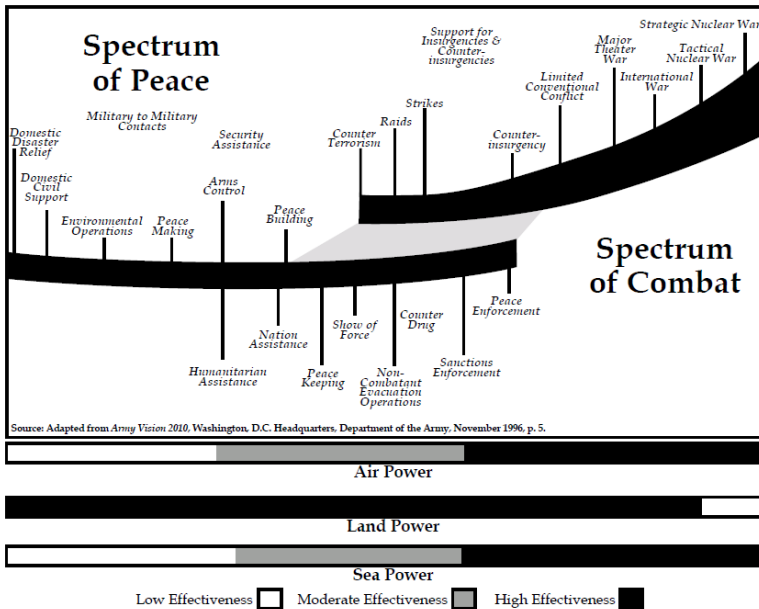 Spectrum
of Peace
Strategic Nuclear War
Support for
Insurgencies &
Counter-
insurgencies
Major
Theater
War
Tactical
Nuclear War
International
War
Limited
Conventional
Conflict
Strikes
Raids
Military to Military
Contacts
Security
Assistance
Counter
Terrorism
Counter-
insurgency
Domestic
Disaster
Relief
Domestic
Civil
Support
Arms
Control
Environmental
Operations
Peace
Making
Peace
Building
Spectrum
of Combat
Humanitarian
Assistance
Nation
Assistance
Peace
Keeping
Show of
Force
Non-
Combatant
Evacuation
Operations
Counter
Drug
Sanctions
Enforcement
Peace
Enforcement
Source: Adapted from Army Vision 2010, Washington, D.C. Headquarters, Department of the Army, November 1996, p. 5.
Air Power
Land Power
Sea Power
Low Effectiveness Moderate Effectiveness High Effectiveness